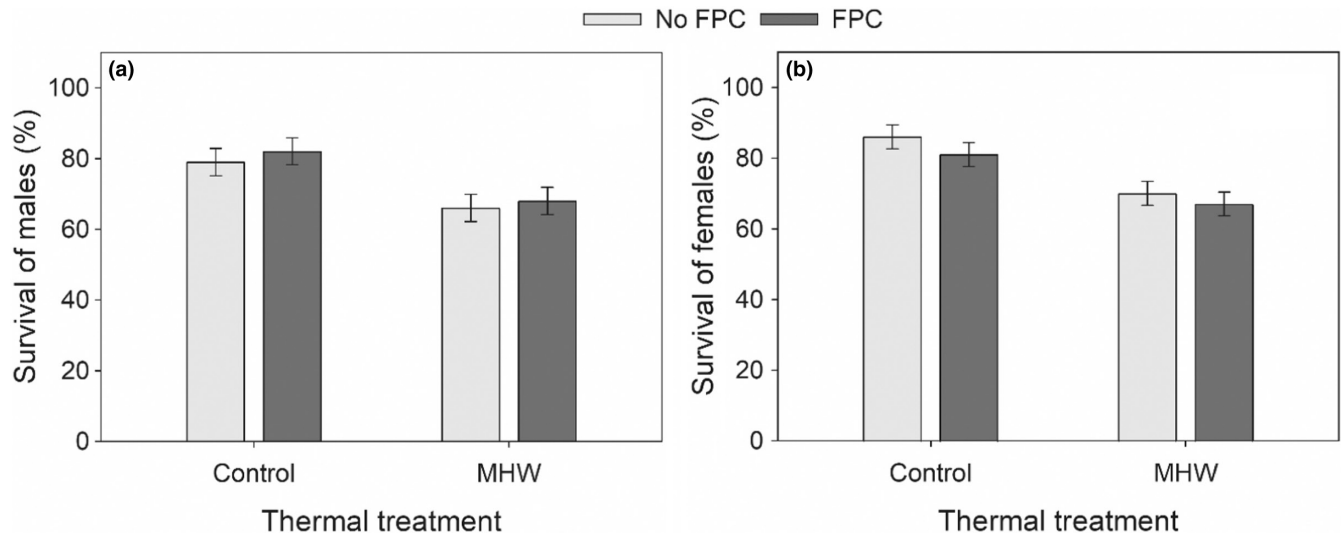 No FPC FPC
(a)
Survival of males (%)
100
80
60
40
20
0
Control MHW
Thermal treatment
(b)
Survival of females (%)
100
80
60
40
20
0
Control MHW
Thermal treatment